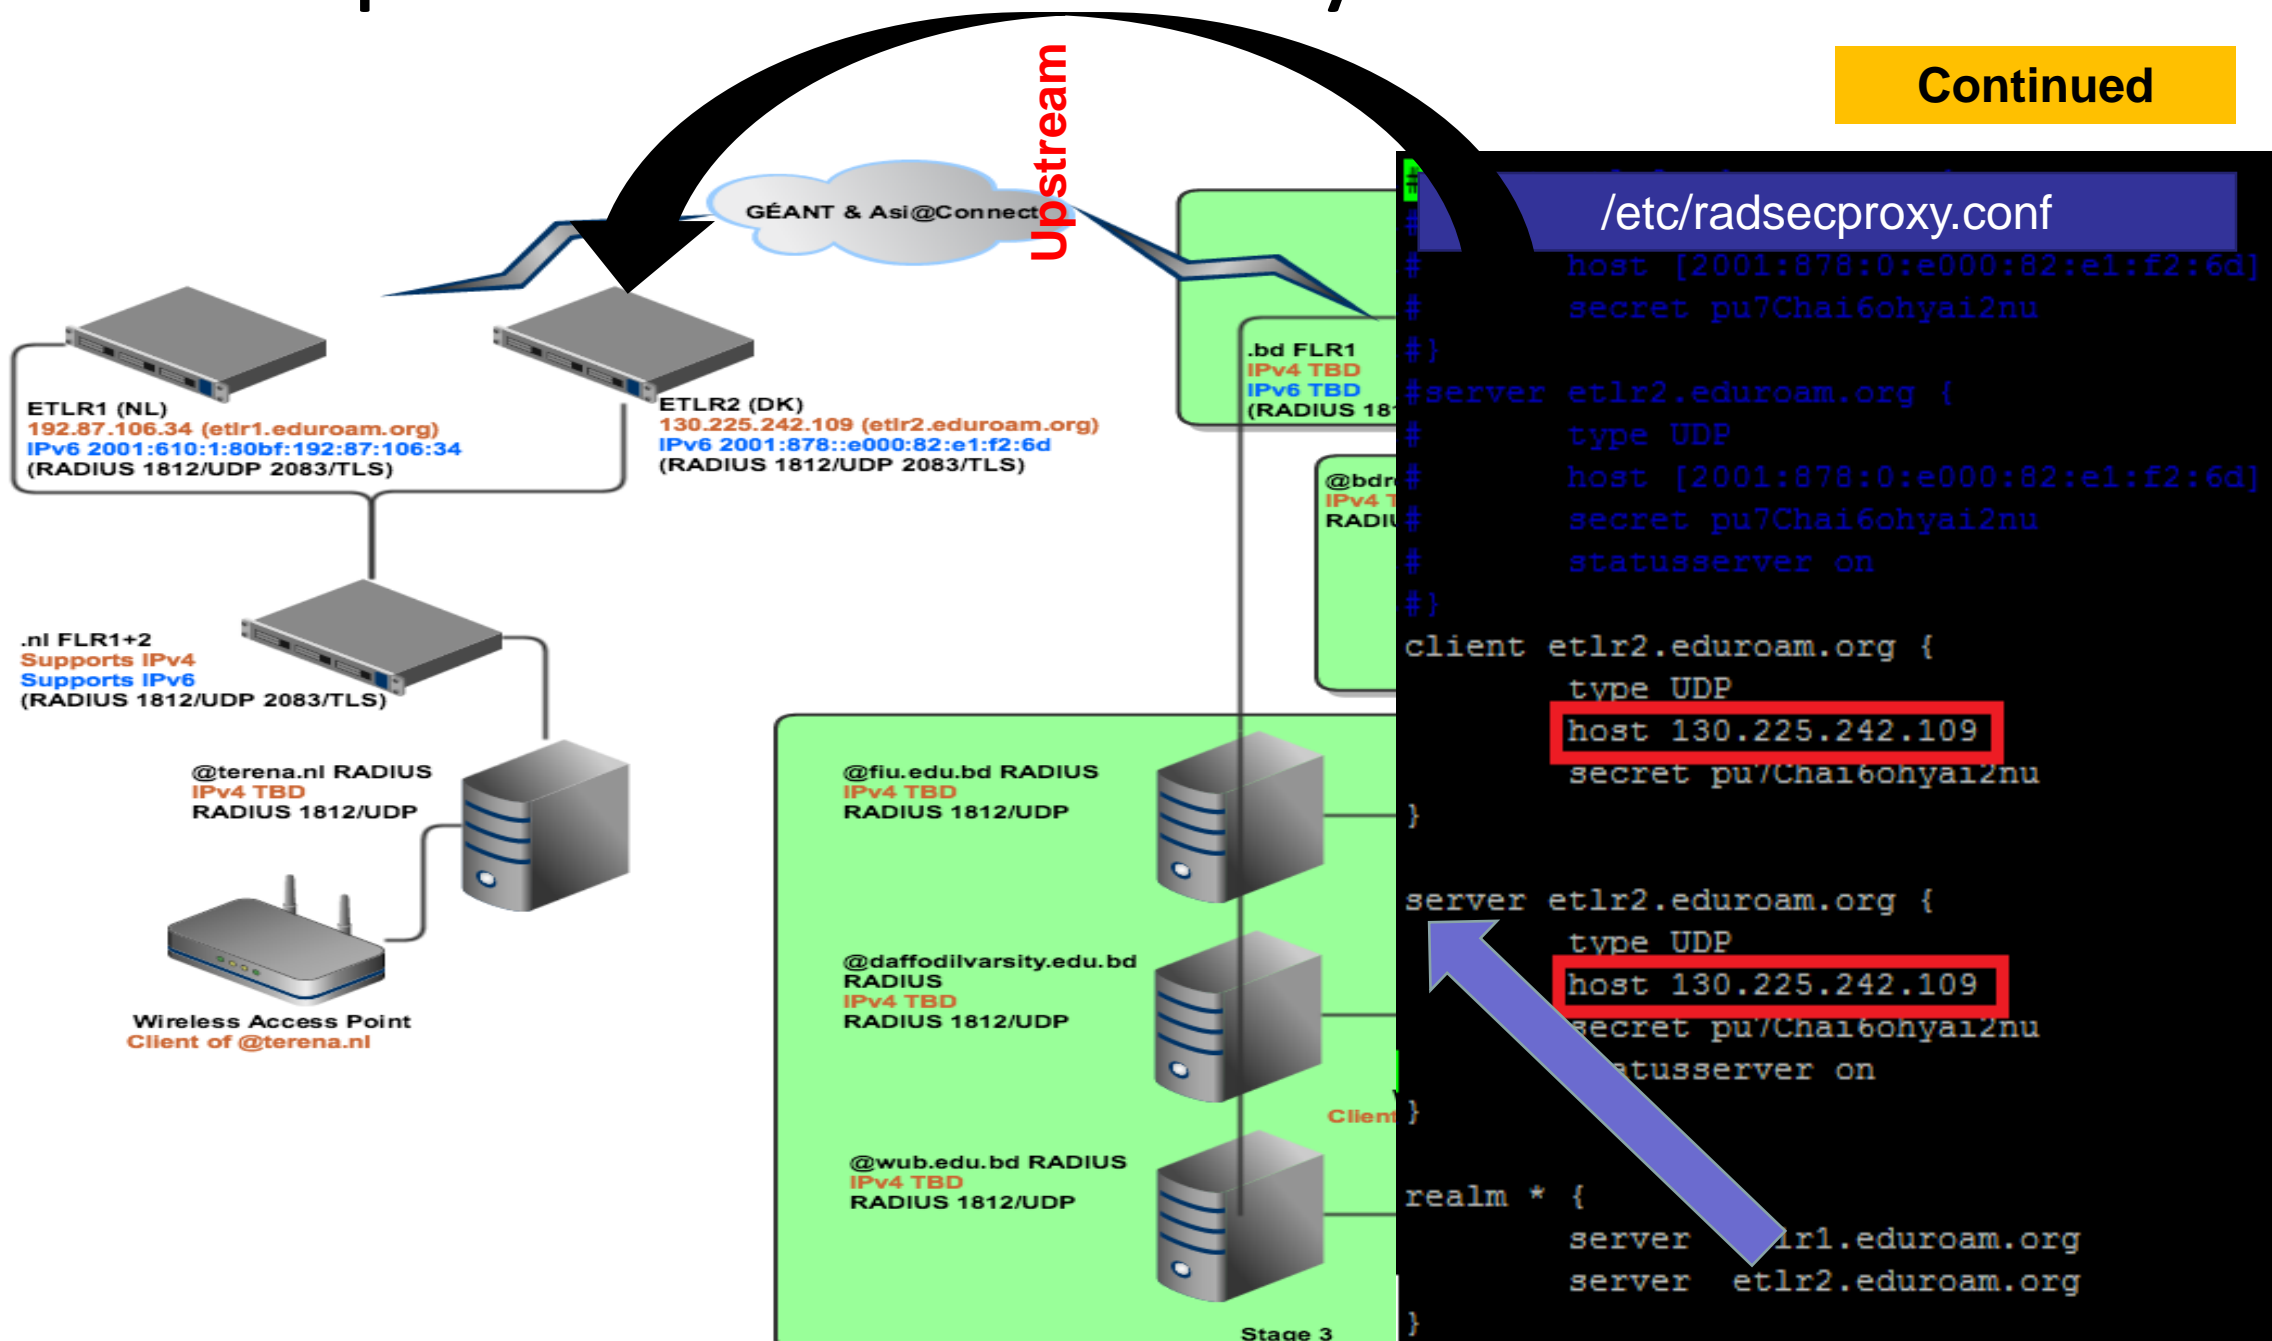 Continued
Upstream
GÉANT & Asi@Connect
ETLR1 (NL)
192.87.106.34 (etlr1.eduroam.org)
IPv6 2001:610:1:80bf:192:87:106:34
(RADIUS 1812/UDP 2083/TLS)
ETLR2 (DK)
130.225.242.109 (etlr2.eduroam.org)
IPv6 2001:878::e000:82:e1:f2:6d
(RADIUS 1812/UDP 2083/TLS)
.nl FLR1+2
Supports IPv4
Supports IPv6
(RADIUS 1812/UDP 2083/TLS)
@terena.nl RADIUS
IPv4 TBD
RADIUS 1812/UDP
Wireless Access Point
Client of @terena.nl
.bd FLR1
IPv4 TBD
IPv6 TBD
(RADIUS
IPv4
@fiu.edu.bd RADIUS
IPv4 TBD
RADIUS 1812/UDP
@daffodilvarsity.edu.bd
RADIUS
IPv4 TBD
RADIUS 1812/UDP
Client
@wub.edu.bd RADIUS
IPv4 TBD
RADIUS 1812/UDP
Stage 3
/etc/radsecproxy.conf
#
#
# host [2001:878:0:e000:82:e1:f2:6d]
# secret pu7Chai6ohyai2nu
#}
#server etlr2.eduroam.org {
# type UDP
# host [2001:878:0:e000:82:e1:f2:6d]
# secret pu7Chai6ohyai2nu
# statusserver on
#}
client etlr2.eduroam.org {
type UDP
host 130.225.242.109
secret pu7Chai6ohyai2nu
}
server etlr2.eduroam.org {
type UDP
host 130.225.242.109
secret pu7Chai6ohyai2nu
statusserver on
}
realm * {
server etlr1.eduroam.org
server etlr2.eduroam.org
}